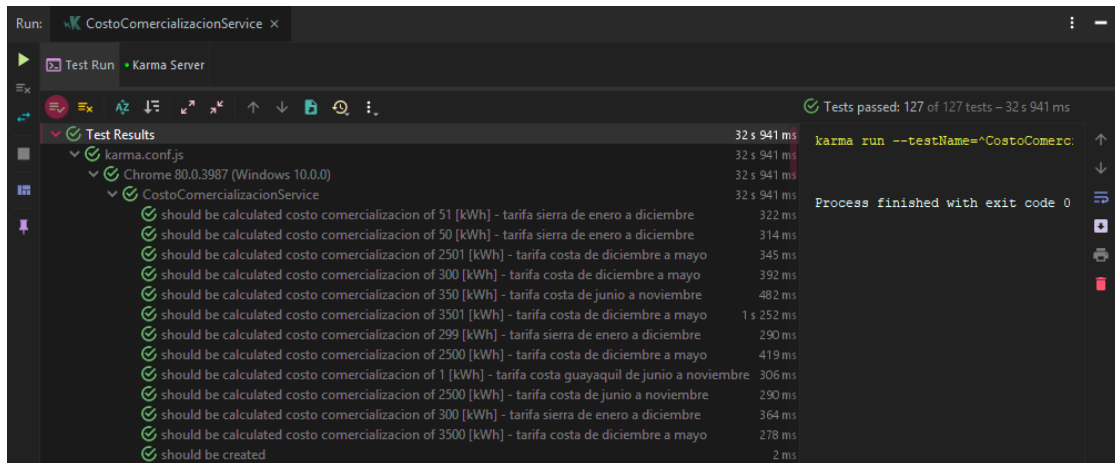 Run: CostoComercializacionService ×
Test Run Karma Server
Tests passed: 127 of 127 tests – 32 s 941 ms
Test Results 32 s 941 ms
karma.conf.js 32 s 941 ms
Chrome 80.0.3987 (Windows 10.0.0) 32 s 941 ms
CostoComercializacionService 32 s 941 ms
should be calculated costo comercializacion of 51 [kWh] - tarifa sierra de enero a diciembre 322 ms
should be calculated costo comercializacion of 50 [kWh] - tarifa sierra de enero a diciembre 314 ms
should be calculated costo comercializacion of 2501 [kWh] - tarifa costa de diciembre a mayo 345 ms
should be calculated costo comercializacion of 300 [kWh] - tarifa costa de diciembre a mayo 392 ms
should be calculated costo comercializacion of 350 [kWh] - tarifa costa de junio a noviembre 482 ms
should be calculated costo comercializacion of 3501 [kWh] - tarifa costa de diciembre a mayo 1 s 252 ms
should be calculated costo comercializacion of 299 [kWh] - tarifa sierra de enero a diciembre 290 ms
should be calculated costo comercializacion of 2500 [kWh] - tarifa costa de diciembre a mayo 419 ms
should be calculated costo comercializacion of 1 [kWh] - tarifa costa guayaquil de junio a noviembre 306 ms
should be calculated costo comercializacion of 2500 [kWh] - tarifa costa de junio a noviembre 290 ms
should be calculated costo comercializacion of 300 [kWh] - tarifa sierra de enero a diciembre 364 ms
should be calculated costo comercializacion of 3500 [kWh] - tarifa costa de diciembre a mayo 278 ms
should be created 2 ms
karma run --testName=^CostoComerc:
Process finished with exit code 0